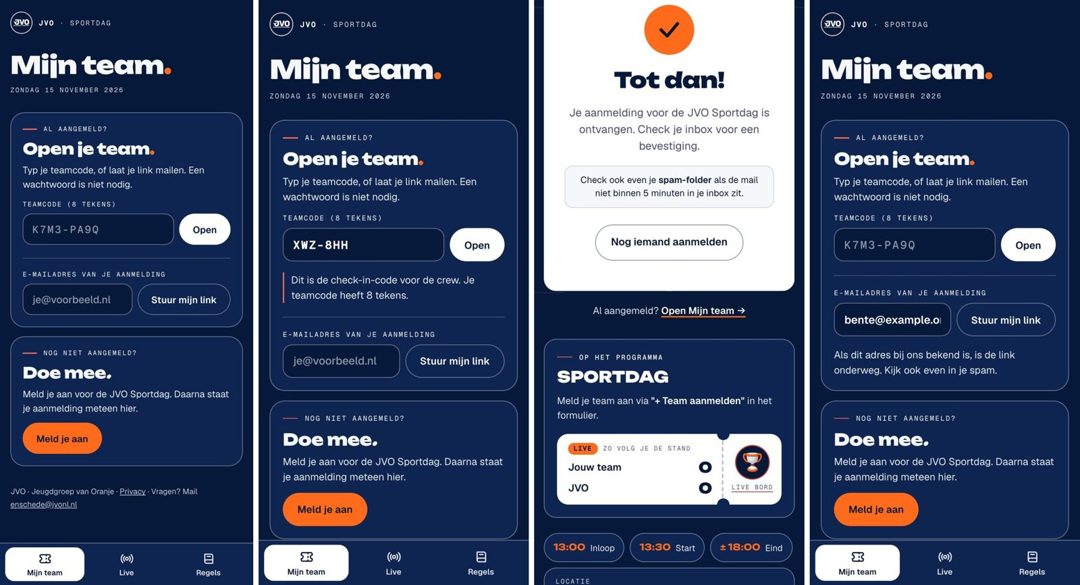 JVO JVO · SPORTDAG
Mijn team.
ZONDAG 15 NOVEMBER 2026
AL AANGEMELD?
Open je team.
Typ je teamcode, of laat je link mailen. Een
wachtwoord is niet nodig.
TEAMCODE (8 TEKENS)
K7M3-PA9Q Open
E-MAILADRES VAN JE AANMELDING
je@voorbeeld.nl Stuur mijn link
NOG NIET AANGEMELD?
Doe mee.
Meld je aan voor de JVO Sportdag. Daarna staat
je aanmelding meteen hier.
Meld je aan
JVO · Jeugdgroep van Oranje · Privacy · Vragen? Mail
enschede@jvonl.nl
Mijn team Live Regels
JVO JVO · SPORTDAG
Mijn team.
ZONDAG 15 NOVEMBER 2026
AL AANGEMELD?
Open je team.
Typ je teamcode, of laat je link mailen. Een
wachtwoord is niet nodig.
TEAMCODE (8 TEKENS)
XWZ-8HH Open
Dit is de check-in-code voor de crew. Je
teamcode heeft 8 tekens.
E-MAILADRES VAN JE AANMELDING
je@voorbeeld.nl Stuur mijn link
NOG NIET AANGEMELD?
Doe mee.
Meld je aan voor de JVO Sportdag. Daarna staat
je aanmelding meteen hier.
Meld je aan
Mijn team Live Regels
Tot dan!
Je aanmelding voor de JVO Sportdag is
ontvangen. Check je inbox voor een
bevestiging.
Check ook even je spam-folder als de mail
niet binnen 5 minuten in je inbox zit.
Nog iemand aanmelden
Al aangemeld? Open Mijn team →
OP HET PROGRAMMA
SPORTDAG
Meld je team aan via "+ Team aanmelden" in het
formulier.
LIVE ZO VOLG JE DE STAND
Jouw team 0
JVO 0
LIVE BORD
13:00 Inloop 13:30 Start ± 18:00 Eind
LOCATIE
JVO JVO · SPORTDAG
Mijn team.
ZONDAG 15 NOVEMBER 2026
AL AANGEMELD?
Open je team.
Typ je teamcode, of laat je link mailen. Een
wachtwoord is niet nodig.
TEAMCODE (8 TEKENS)
K7M3-PA9Q Open
E-MAILADRES VAN JE AANMELDING
bente@example.o Stuur mijn link
Als dit adres bij ons bekend is, is de link
onderweg. Kijk ook even in je spam.
NOG NIET AANGEMELD?
Doe mee.
Meld je aan voor de JVO Sportdag. Daarna staat
je aanmelding meteen hier.
Meld je aan
Mijn team Live Regels